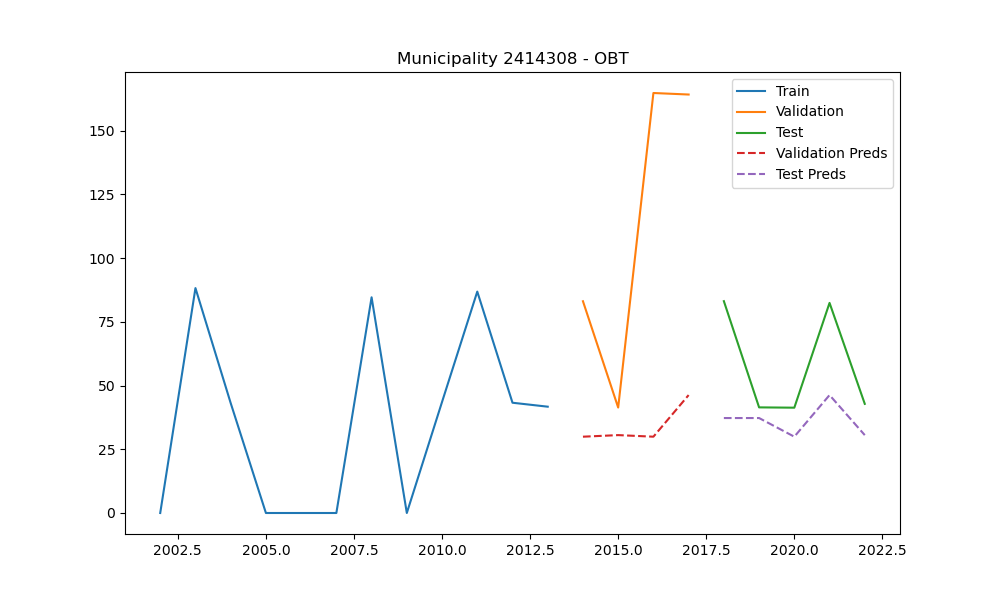 Municipality 2414308 - OBT
Train
Validation
Test
Validation Preds
Test Preds
150
125
100
75
50
25
0
2002.5 2005.0 2007.5 2010.0 2012.5 2015.0 2017.5 2020.0 2022.5